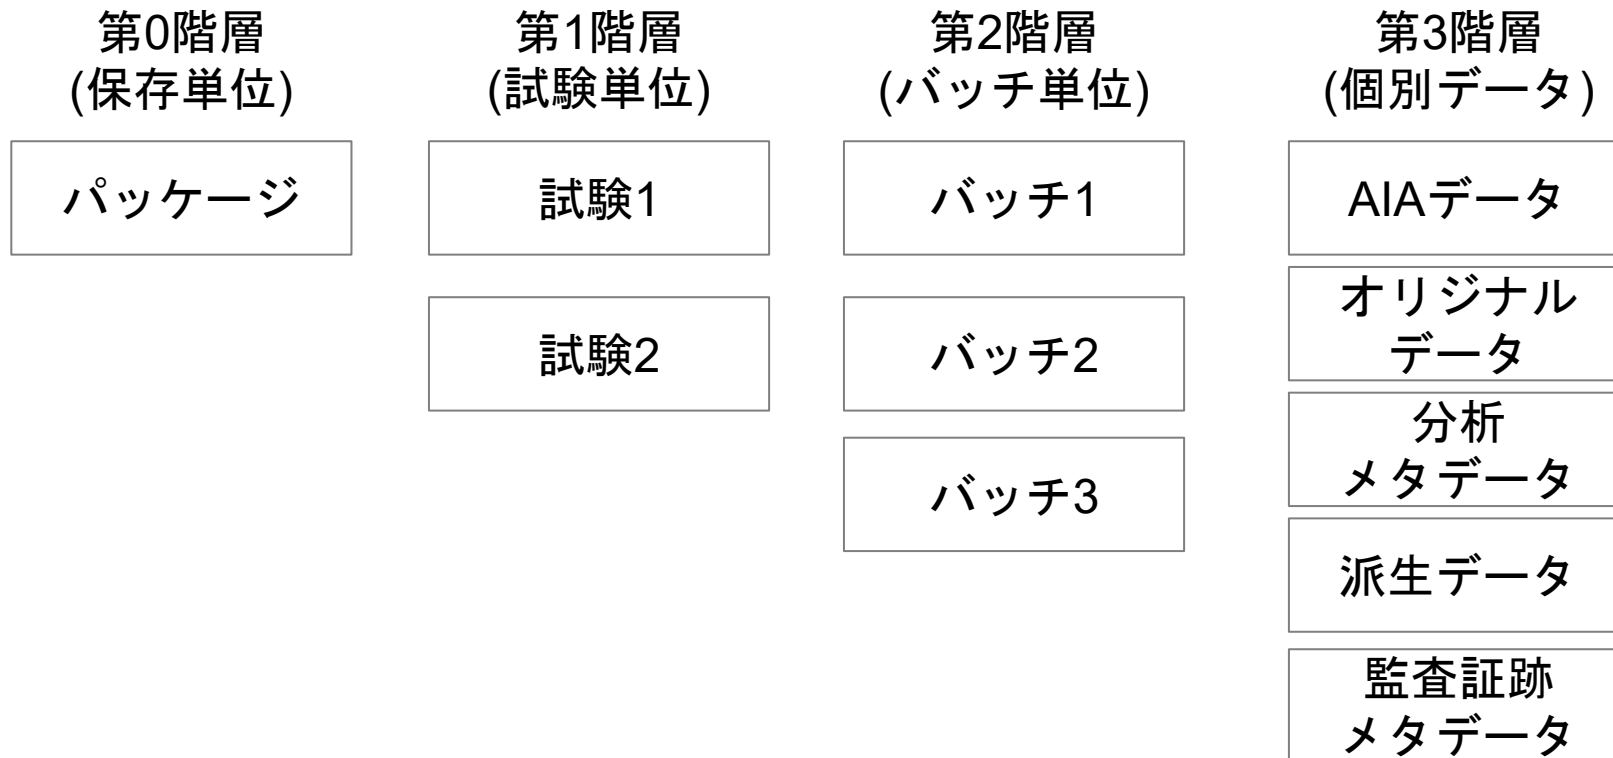 第0階層
(保存単位)
第1階層
(試験単位)
第2階層
(バッチ単位)
第3階層
(個別データ)
パッケージ
試験1
試験2
バッチ1
バッチ2
バッチ3
AIAデータ
オリジナル
データ
分析
メタデータ
派生データ
監査証跡
メタデータ